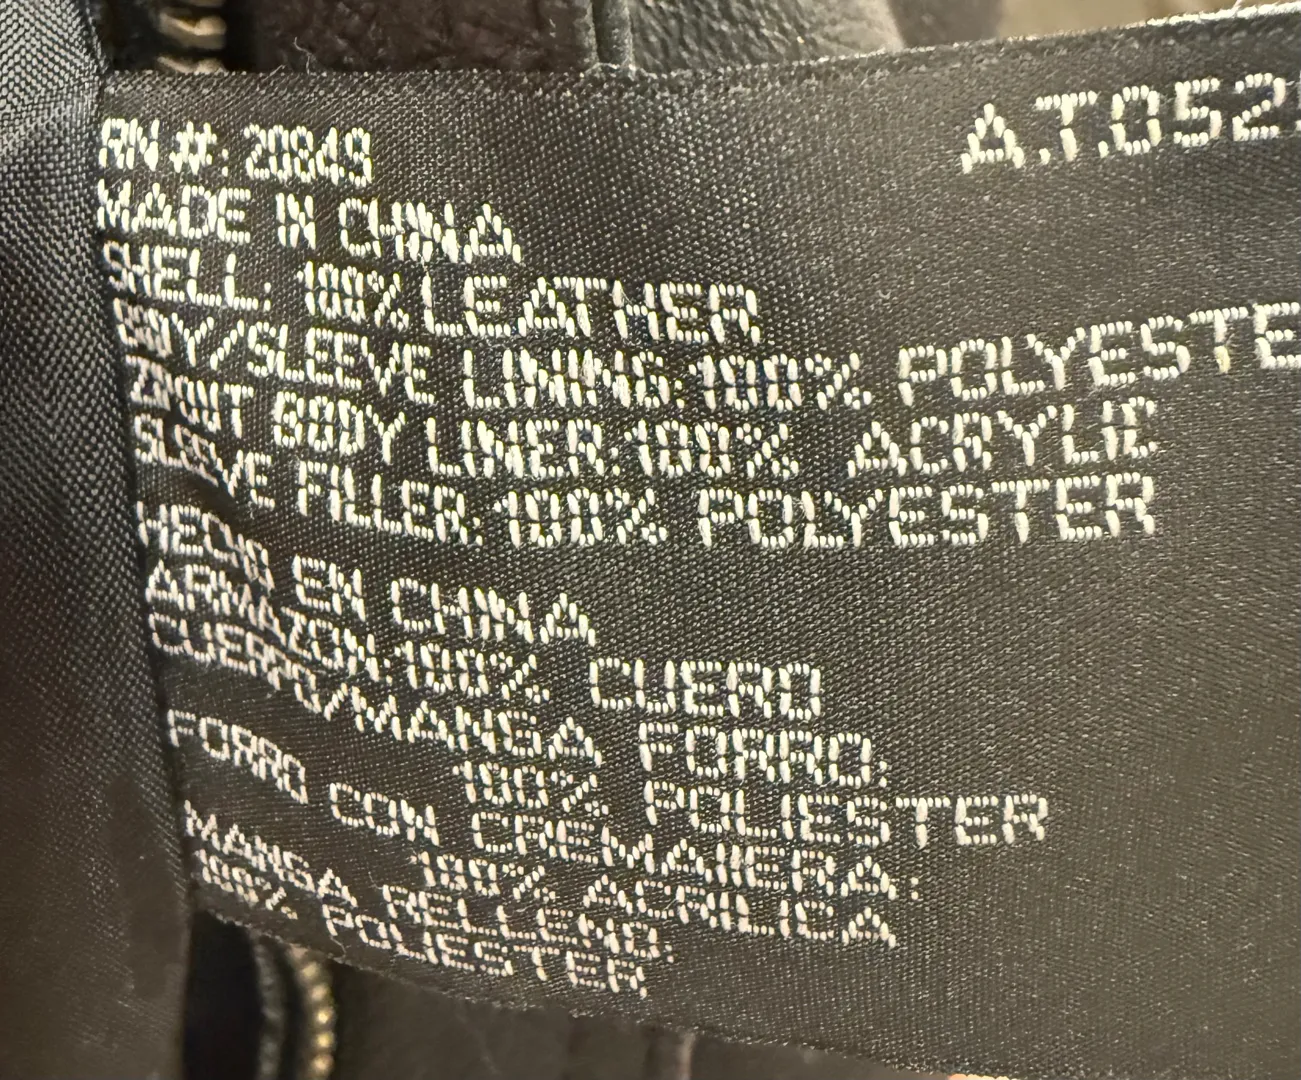 RN #: 20849
A.T.052
MADE IN CHINA
SHELL: 100% LEATHER
BODY/SLEEVE LINING:100% POLYESTE
ZIPOUT BODY LINER:100% ACRYLIC
SLEEVE FILLER:100% POLYESTER
HECHO EN CHINA
ARMAZON:100% CUERO
CUERPO/MANGA FORRO:
100% POLIESTER
FORRO CON CREMAIERA:
100% ACRILICA
MANGA RELLENO:
100% POLIESTER